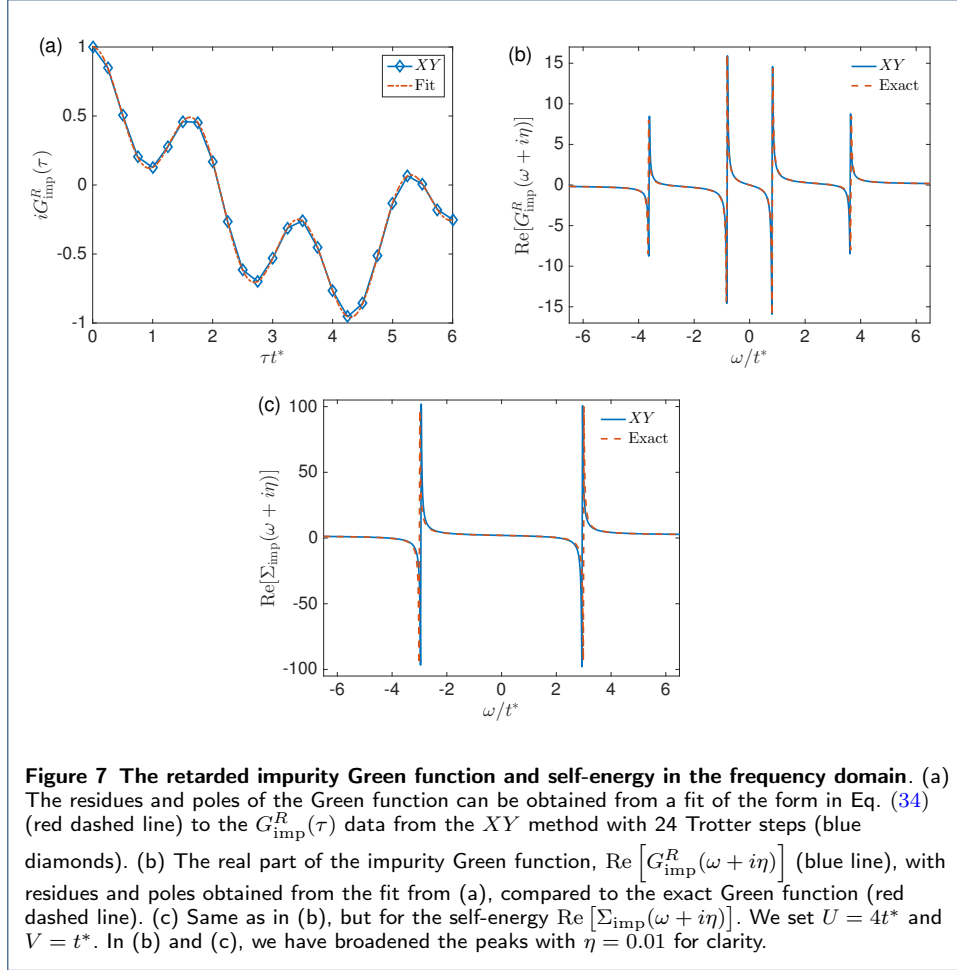 (a)
XY
Fit
1
0.5
0
-0.5
-1
iG^R_imp(τ)
0 1 2 3 4 5 6
τt*
(b)
XY
Exact
15
10
5
0
-5
-10
-15
Re[G^R_imp(ω + iη)]
-6 -4 -2 0 2 4 6
ω/t*
(c)
XY
Exact
100
50
0
-50
-100
Re[Σ_imp(ω + iη)]
-6 -4 -2 0 2 4 6
ω/t*
Figure 7 The retarded impurity Green function and self-energy in the frequency domain. (a)
The residues and poles of the Green function can be obtained from a fit of the form in Eq. (34)
(red dashed line) to the G^R_imp(τ) data from the XY method with 24 Trotter steps (blue
diamonds). (b) The real part of the impurity Green function, Re [G^R_imp(ω + iη)] (blue line), with
residues and poles obtained from the fit from (a), compared to the exact Green function (red
dashed line). (c) Same as in (b), but for the self-energy Re [Σ_imp(ω + iη)]. We set U = 4t* and
V = t*. In (b) and (c), we have broadened the peaks with η = 0.01 for clarity.